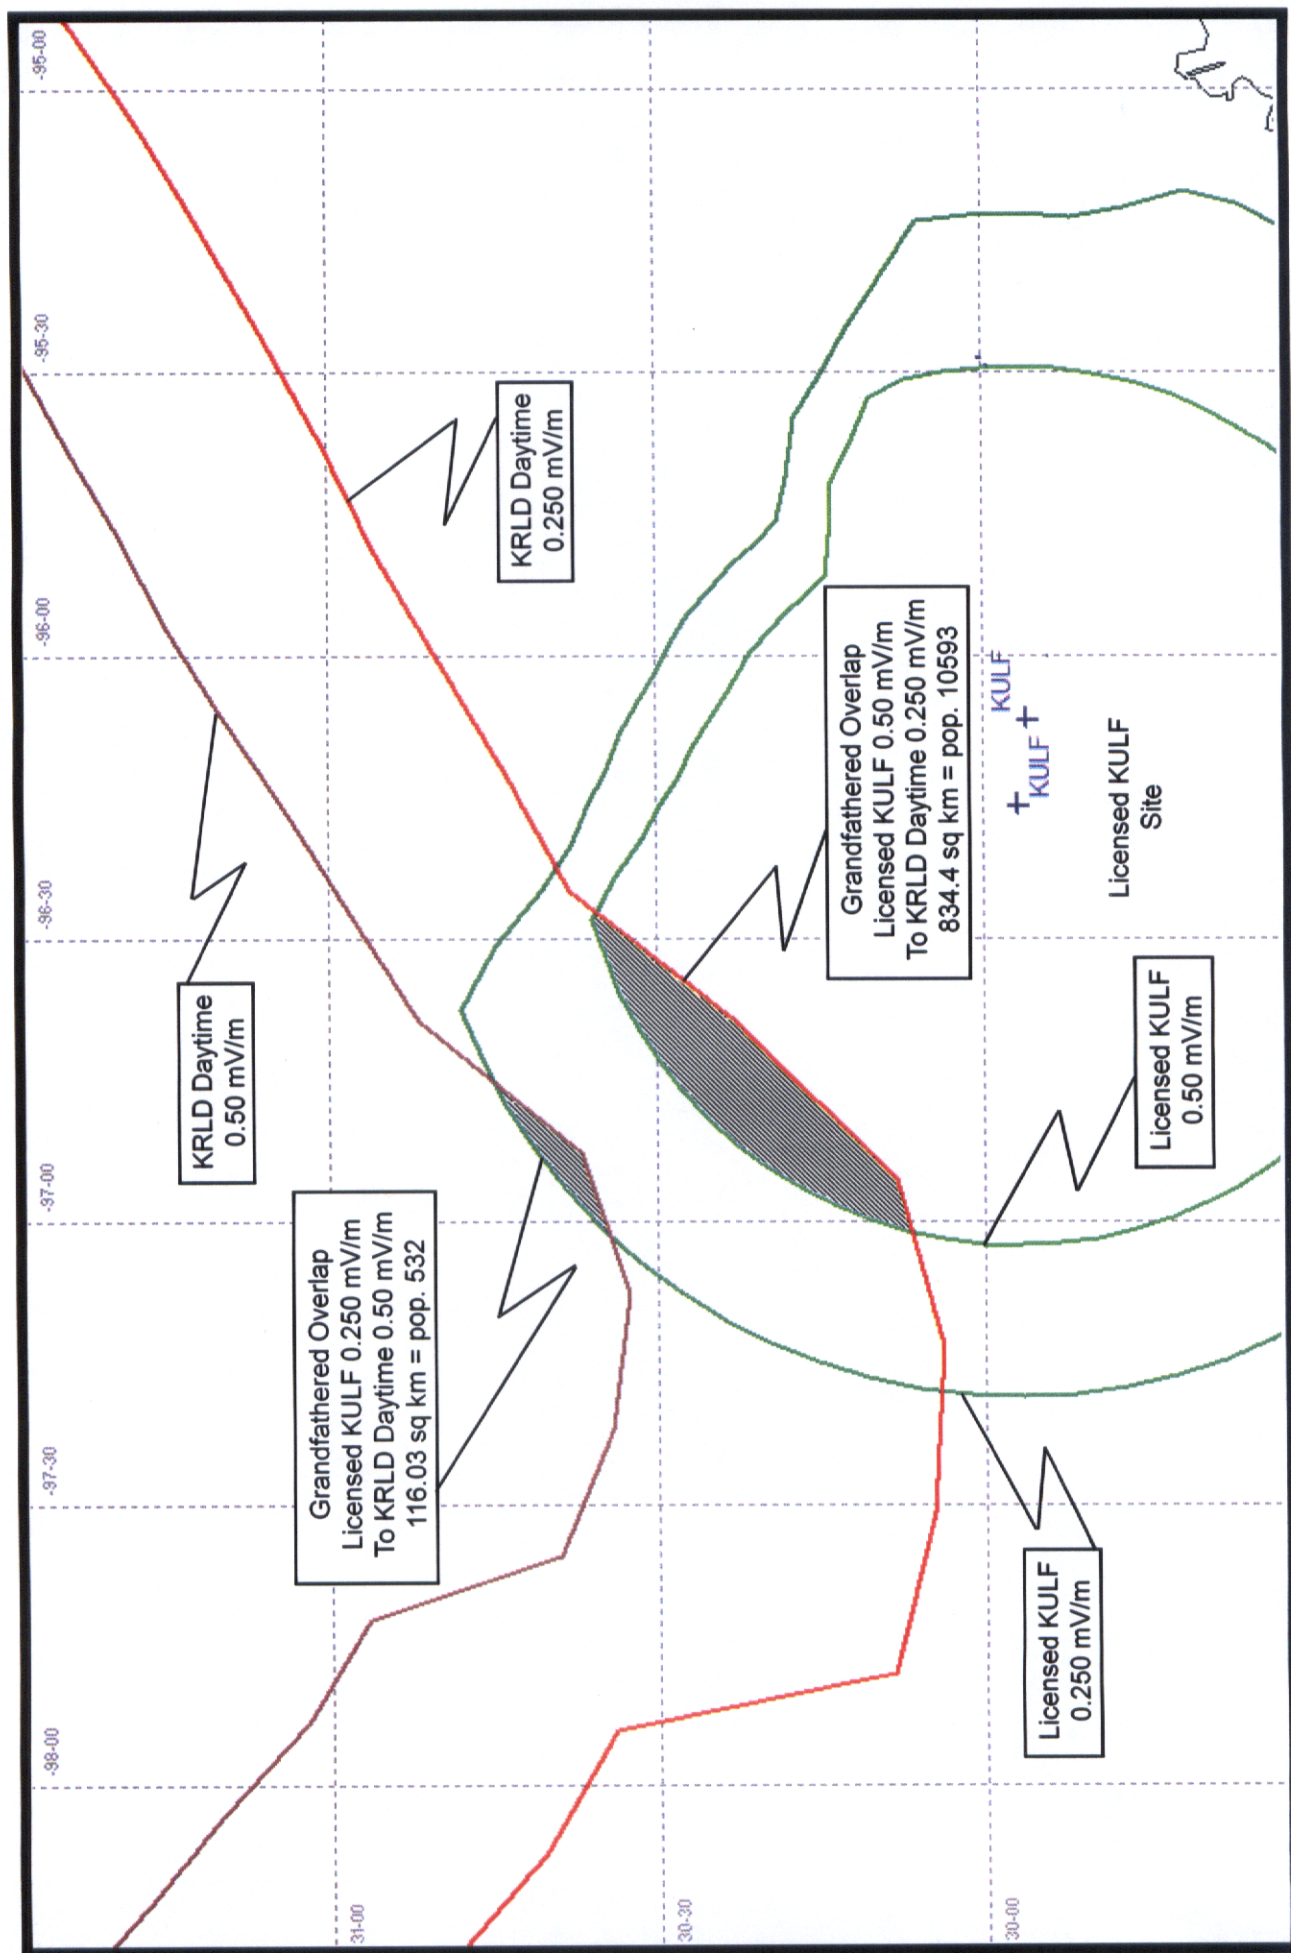 -98-00
-97-30
-97-00
-96-30
-96-00
-95-30
-95-00
KRLD Daytime
0.50 mV/m
Grandfathered Overlap
Licensed KULF 0.250 mV/m
To KRLD Daytime 0.50 mV/m
116.03 sq km = pop. 532
31-00
KRLD Daytime
0.250 mV/m
30-30
Grandfathered Overlap
Licensed KULF 0.50 mV/m
To KRLD Daytime 0.250 mV/m
834.4 sq km = pop. 10593
30-00
KULF
KULF
Licensed KULF
Site
Licensed KULF
0.50 mV/m
Licensed KULF
0.250 mV/m